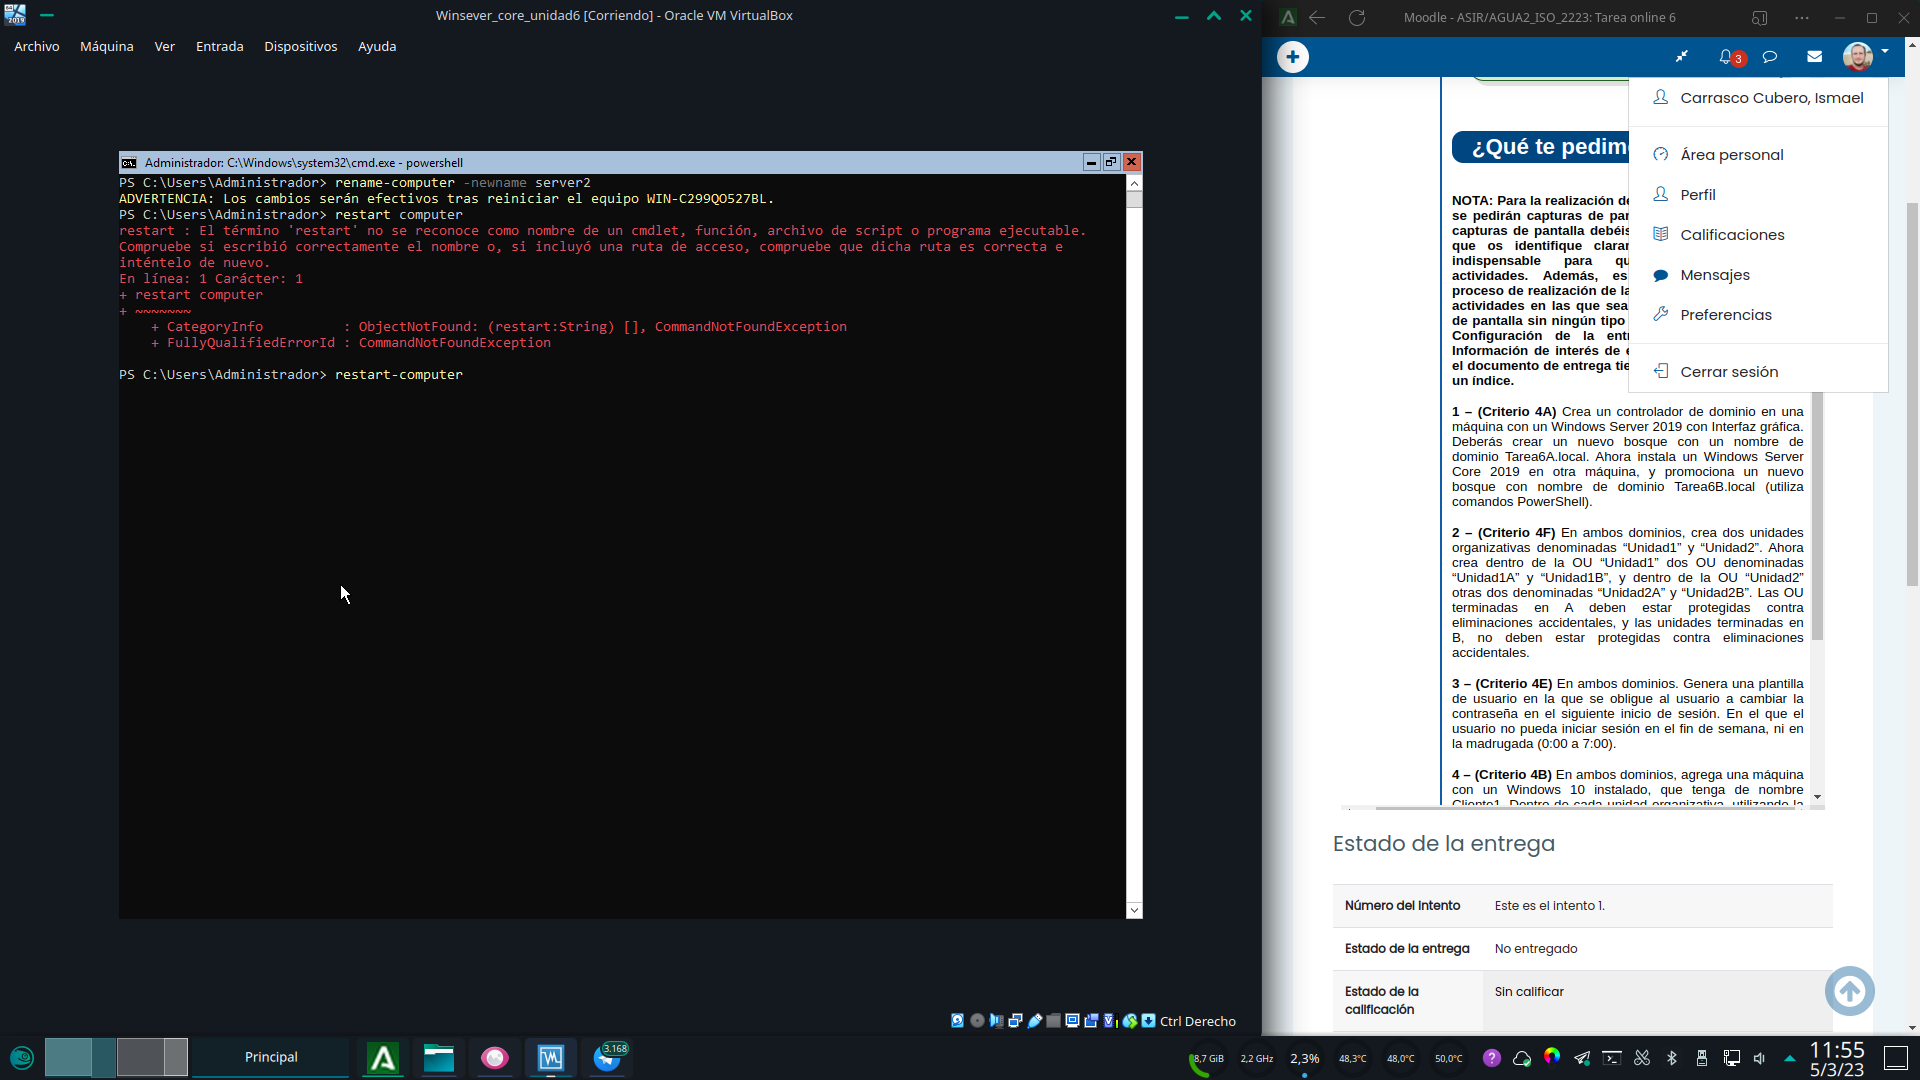 Winsever_core_unidad6 [Corriendo] - Oracle VM VirtualBox
Archivo Máquina Ver Entrada Dispositivos Ayuda
Administrador: C:\Windows\system32\cmd.exe - powershell
PS C:\Users\Administrador> rename-computer -newname server2
ADVERTENCIA: Los cambios serán efectivos tras reiniciar el equipo WIN-C299QO527BL.
PS C:\Users\Administrador> restart computer
restart : El término 'restart' no se reconoce como nombre de un cmdlet, función, archivo de script o programa ejecutable.
Compruebe si escribió correctamente el nombre o, si incluyó una ruta de acceso, compruebe que dicha ruta es correcta e
inténtelo de nuevo.
En línea: 1 Carácter: 1
+ restart computer
+ ~~~~~~~
    + CategoryInfo          : ObjectNotFound: (restart:String) [], CommandNotFoundException
    + FullyQualifiedErrorId : CommandNotFoundException
PS C:\Users\Administrador> restart-computer
Ctrl Derecho
Moodle - ASIR/AGUA2_ISO_2223: Tarea online 6
3
Carrasco Cubero, Ismael
Área personal
Perfil
Calificaciones
Mensajes
Preferencias
Cerrar sesión
¿Qué te pedim
NOTA: Para la realización de
se pedirán capturas de pan
capturas de pantalla debéis
que os identifique clarar
indispensable para qu
actividades. Además, es
proceso de realización de la
actividades en las que sea
de pantalla sin ningún tipo
Configuración de la entr
Información de interés de e
el documento de entrega tie
un índice.
1 – (Criterio 4A) Crea un controlador de dominio en una
máquina con un Windows Server 2019 con Interfaz gráfica.
Deberás crear un nuevo bosque con un nombre de
dominio Tarea6A.local. Ahora instala un Windows Server
Core 2019 en otra máquina, y promociona un nuevo
bosque con nombre de dominio Tarea6B.local (utiliza
comandos PowerShell).
2 – (Criterio 4F) En ambos dominios, crea dos unidades
organizativas denominadas “Unidad1” y “Unidad2”. Ahora
crea dentro de la OU “Unidad1” dos OU denominadas
“Unidad1A” y “Unidad1B”, y dentro de la OU “Unidad2”
otras dos denominadas “Unidad2A” y “Unidad2B”. Las OU
terminadas en A deben estar protegidas contra
eliminaciones accidentales, y las unidades terminadas en
B, no deben estar protegidas contra eliminaciones
accidentales.
3 – (Criterio 4E) En ambos dominios. Genera una plantilla
de usuario en la que se obligue al usuario a cambiar la
contraseña en el siguiente inicio de sesión. En el que el
usuario no pueda iniciar sesión en el fin de semana, ni en
la madrugada (0:00 a 7:00).
4 – (Criterio 4B) En ambos dominios, agrega una máquina
con un Windows 10 instalado, que tenga de nombre
Cliente1. Dentro de cada unidad organizativa, utilizando la
Estado de la entrega
Número del intento Este es el intento 1.
Estado de la entrega No entregado
Estado de la calificación Sin calificar
Principal
3.168
8,7 GiB 2,2 GHz 2,3% 48,3°C 48,0°C 50,0°C
11:55
5/3/23